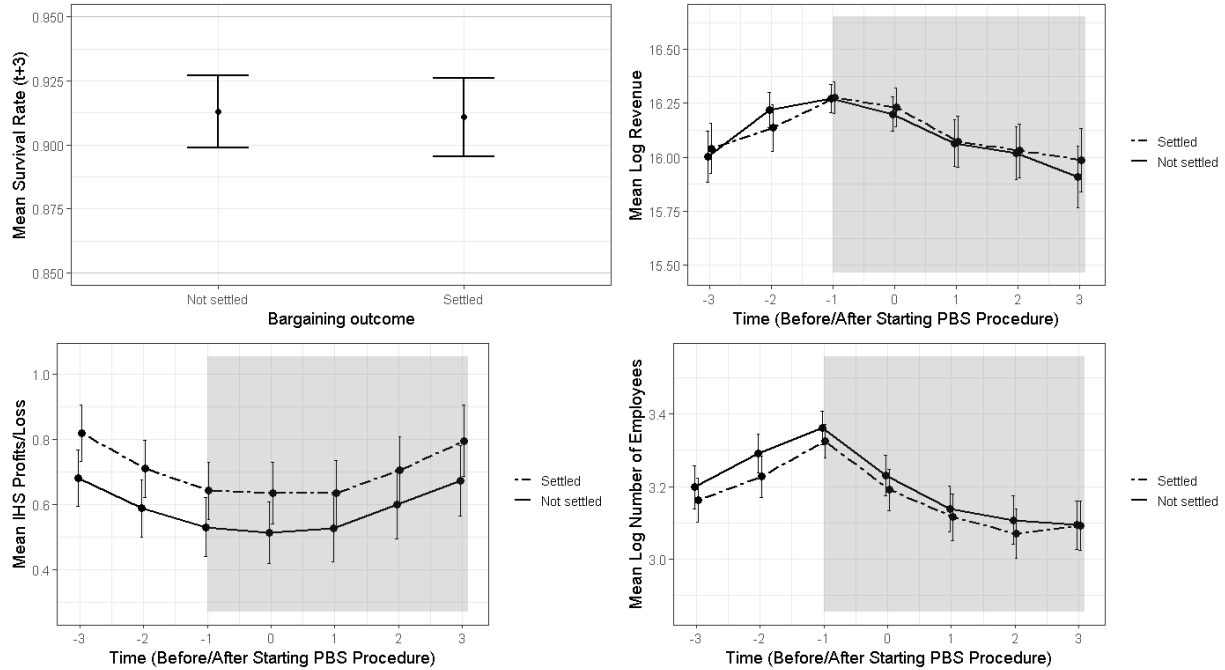 Mean Survival Rate (t+3)
0.950
0.925
0.900
0.875
0.850
Not settled
Settled
Bargaining outcome
Mean Log Revenue
16.50
16.25
16.00
15.75
15.50
-3 -2 -1 0 1 2 3
Time (Before/After Starting PBS Procedure)
Settled
Not settled
Mean IHS Profits/Loss
1.0
0.8
0.6
0.4
-3 -2 -1 0 1 2 3
Time (Before/After Starting PBS Procedure)
Settled
Not settled
Mean Log Number of Employees
3.4
3.2
3.0
-3 -2 -1 0 1 2 3
Time (Before/After Starting PBS Procedure)
Settled
Not settled